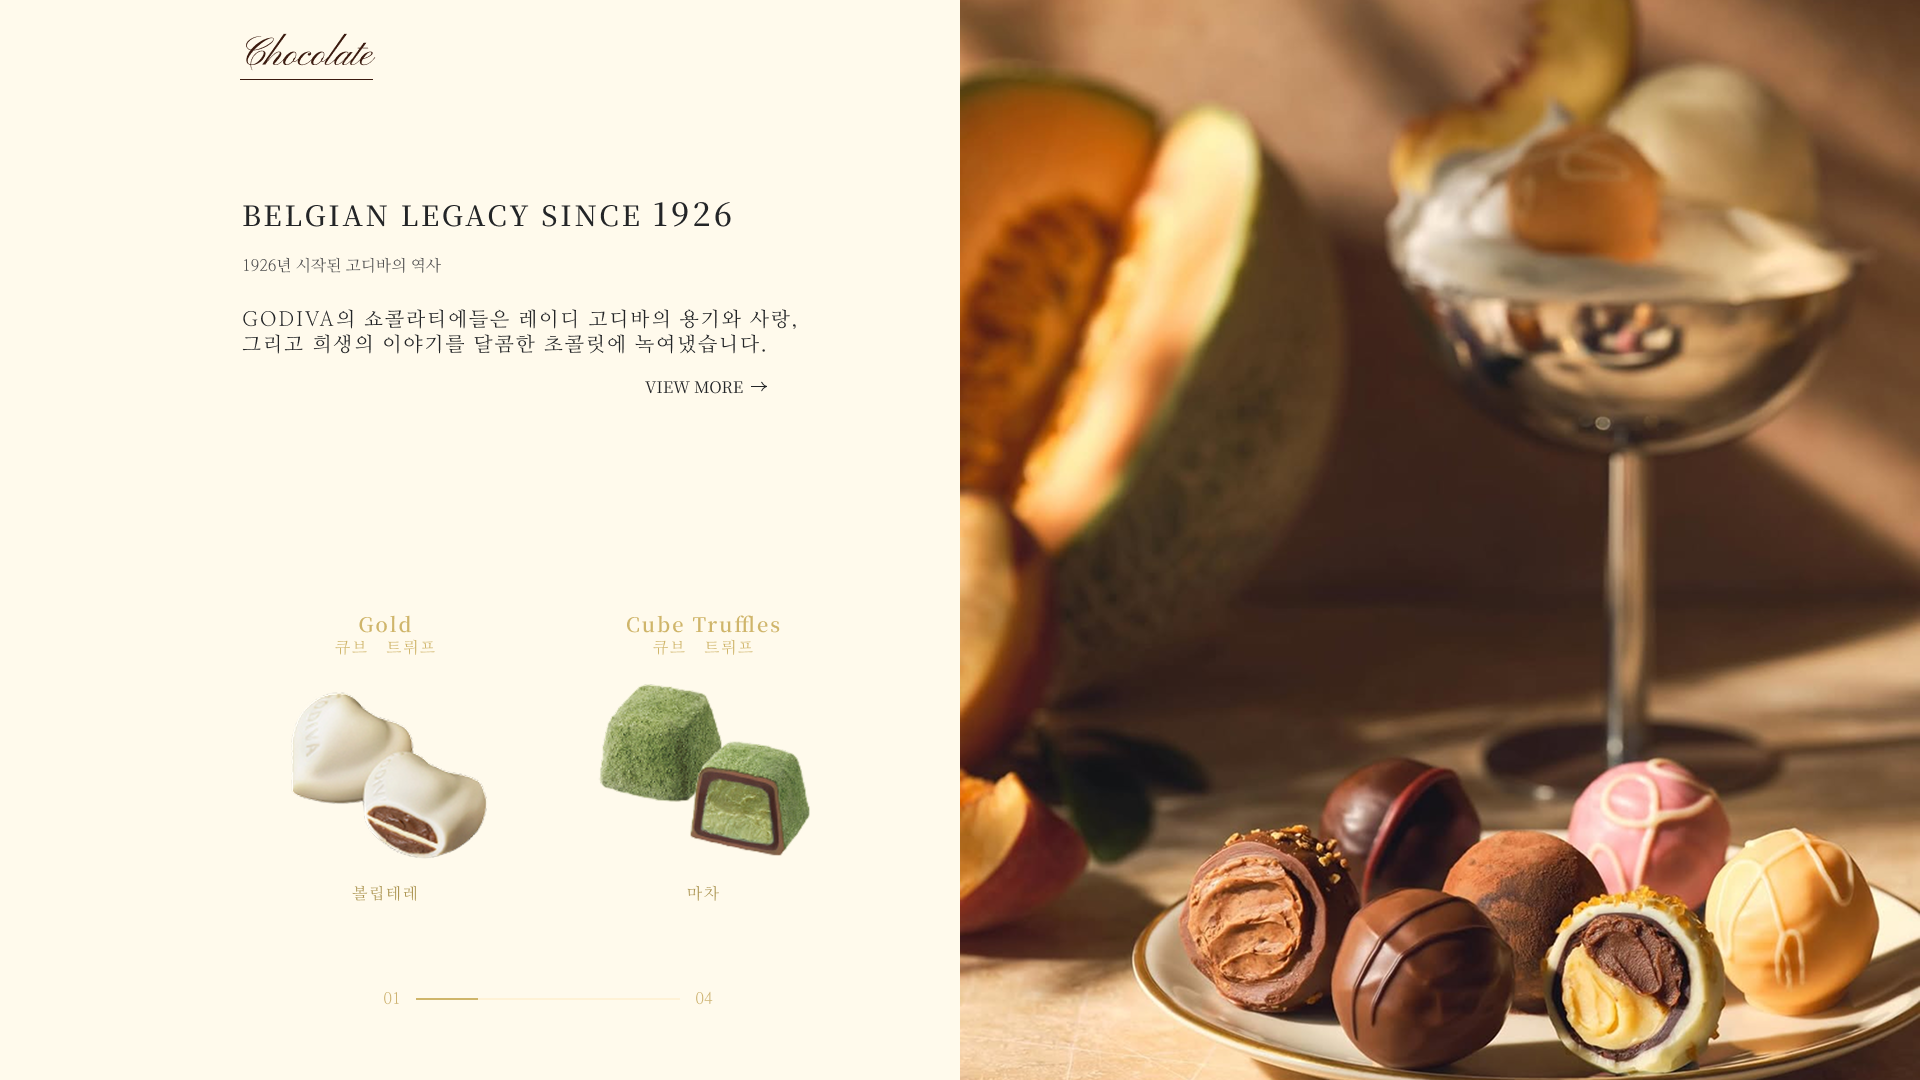 Chocolate
BELGIAN LEGACY SINCE 1926
1926년 시작된 고디바의 역사
GODIVA의 쇼콜라티에들은 레이디 고디바의 용기와 사랑,
그리고 희생의 이야기를 달콤한 초콜릿에 녹여냈습니다.
VIEW MORE →
Gold
큐브 트뤼프
Cube Truffles
큐브 트뤼프
볼립테레
마차
01
04